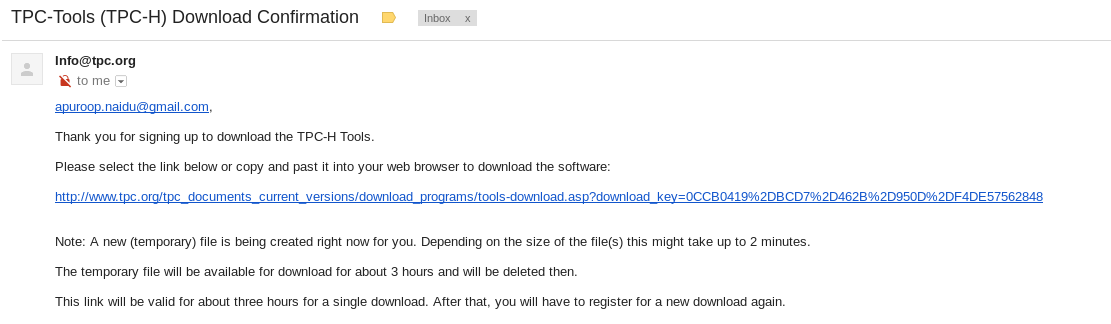 TPC-Tools (TPC-H) Download Confirmation Inbox x
Info@tpc.org
to me
apuroop.naidu@gmail.com,
Thank you for signing up to download the TPC-H Tools.
Please select the link below or copy and past it into your web browser to download the software:
http://www.tpc.org/tpc_documents_current_versions/download_programs/tools-download.asp?download_key=0CCB0419%2DBCD7%2D462B%2D950D%2DF4DE57562848
Note: A new (temporary) file is being created right now for you. Depending on the size of the file(s) this might take up to 2 minutes.
The temporary file will be available for download for about 3 hours and will be deleted then.
This link will be valid for about three hours for a single download. After that, you will have to register for a new download again.